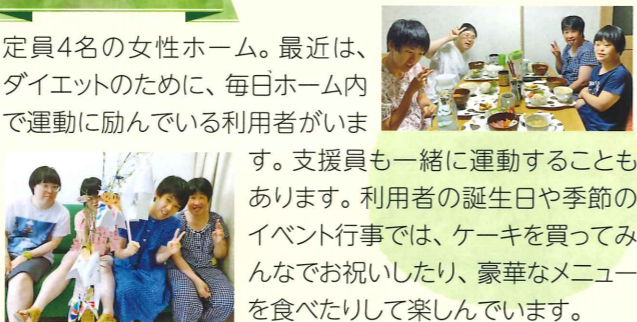 定員4名の女性ホーム。最近は、
ダイエットのために、毎日ホーム内
で運動に励んでいる利用者がいま
す。支援員も一緒に運動することも
あります。利用者の誕生日や季節の
イベント行事では、ケーキを買ってみ
んなでお祝いしたり、豪華なメニュー
を食べたりして楽しんでいます。